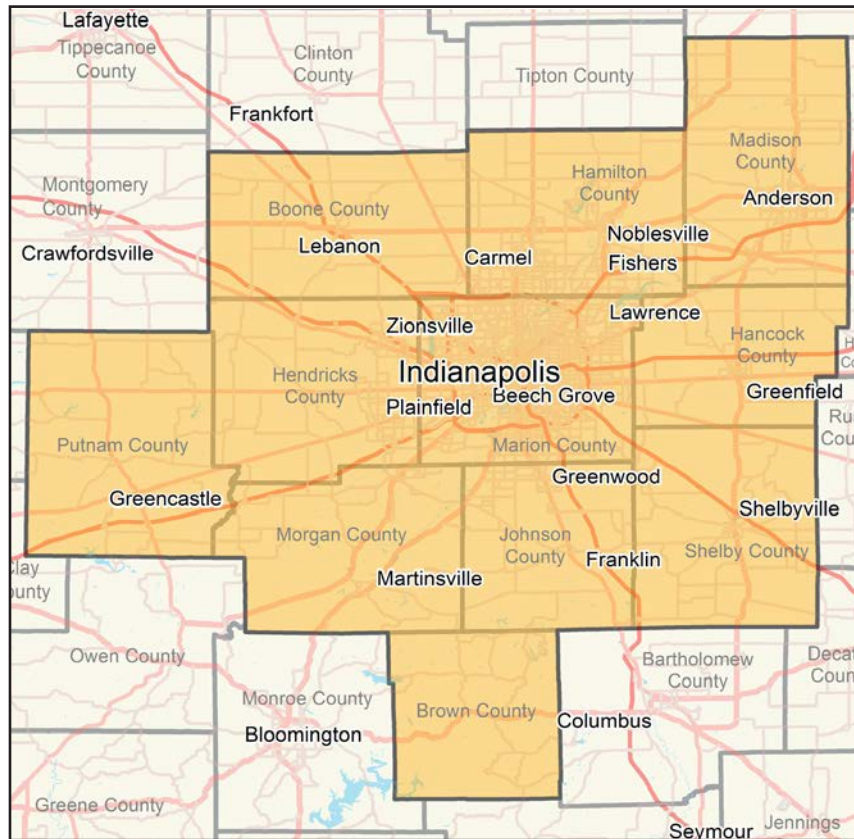 Lafayette
Tippecanoe
County
Clinton
County
Tipton County
Frankfort
Madison
County
Montgomery
County
Hamilton
County
Anderson
Boone County
Noblesville
Crawfordsville
Lebanon
Carmel
Fishers
Lawrence
Zionsville
Hancock
County
Hendricks
County
Indianapolis
Beech Grove
Greenfield
Plainfield
Putnam County
Marion County
Greenwood
Greencastle
Shelbyville
Morgan County
Johnson
County
Shelby County
Franklin
Martinsville
Owen County
Bartholomew
County
Monroe County
Brown County
Columbus
Bloomington
Greene County
Seymour
Jennings